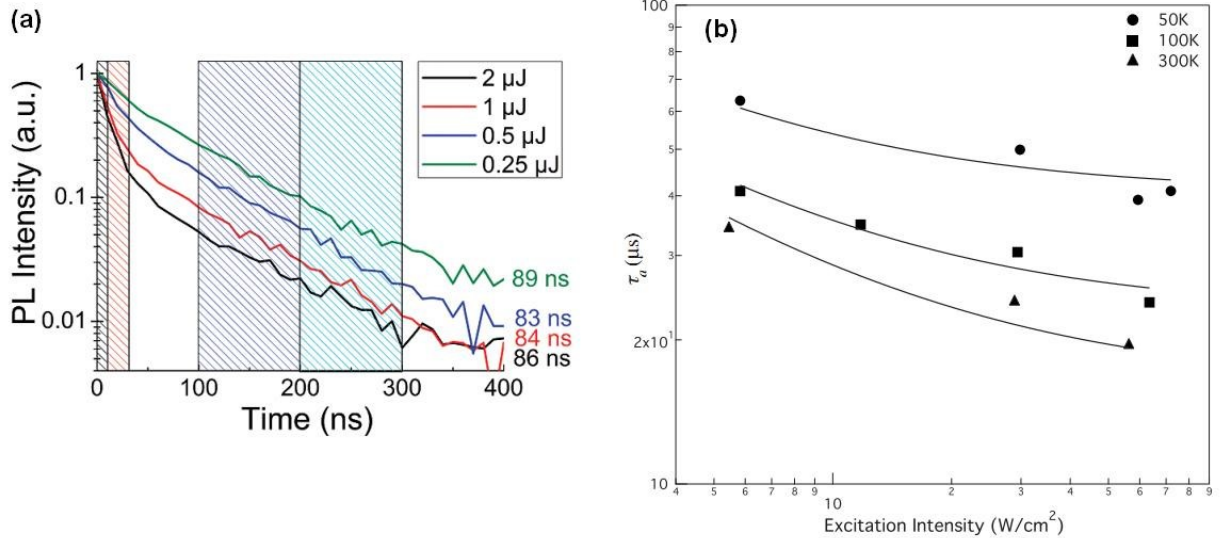 (a)
PL Intensity (a.u.)
1
0.1
0.01
2 µJ
1 µJ
0.5 µJ
0.25 µJ
89 ns
83 ns
84 ns
86 ns
0 100 200 300 400
Time (ns)
(b)
τa (µs)
100
9
8
7
6
5
4
3
2x10¹
10
50K
100K
300K
4 5 6 7 8 9 10 2 3 4 5 6 7 8 9
Excitation Intensity (W/cm²)